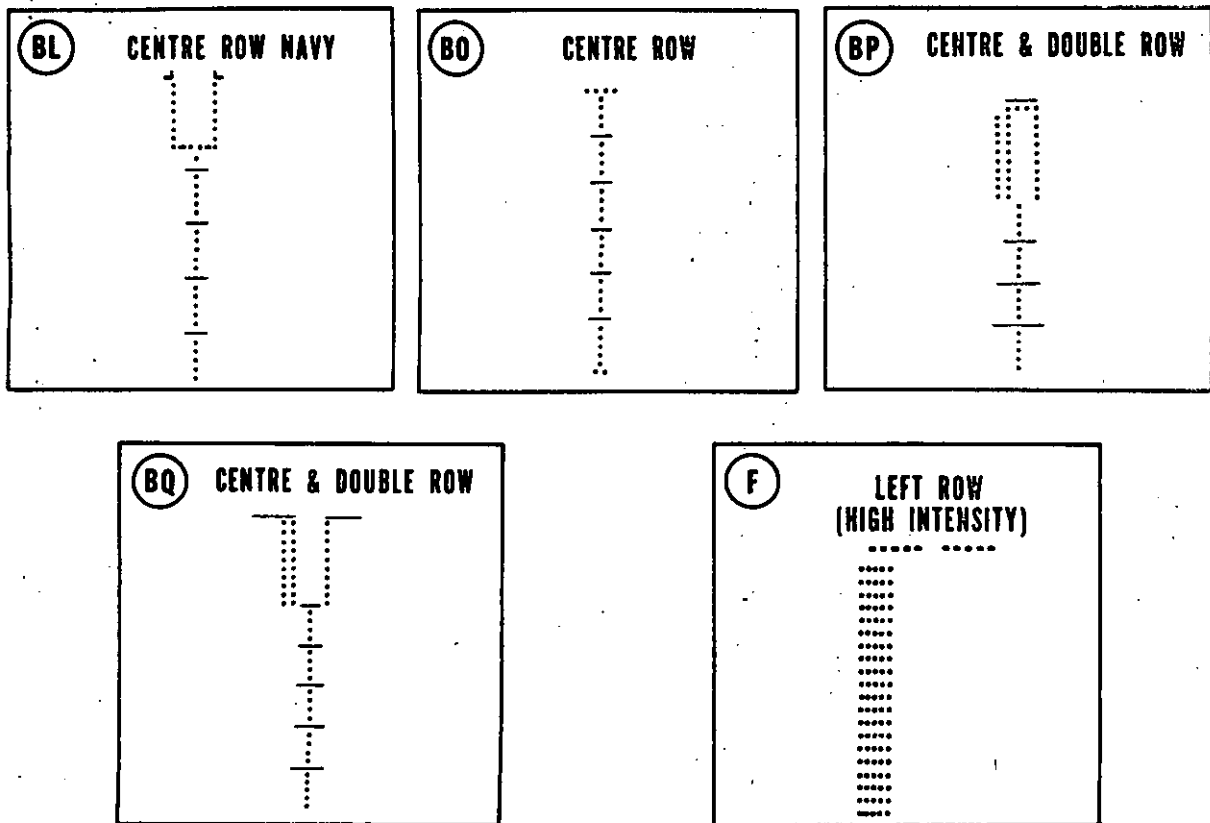 BL CENTRE ROW NAVY
BO CENTRE ROW
BP CENTRE & DOUBLE ROW
BQ CENTRE & DOUBLE ROW
F LEFT ROW
(HIGH INTENSITY)